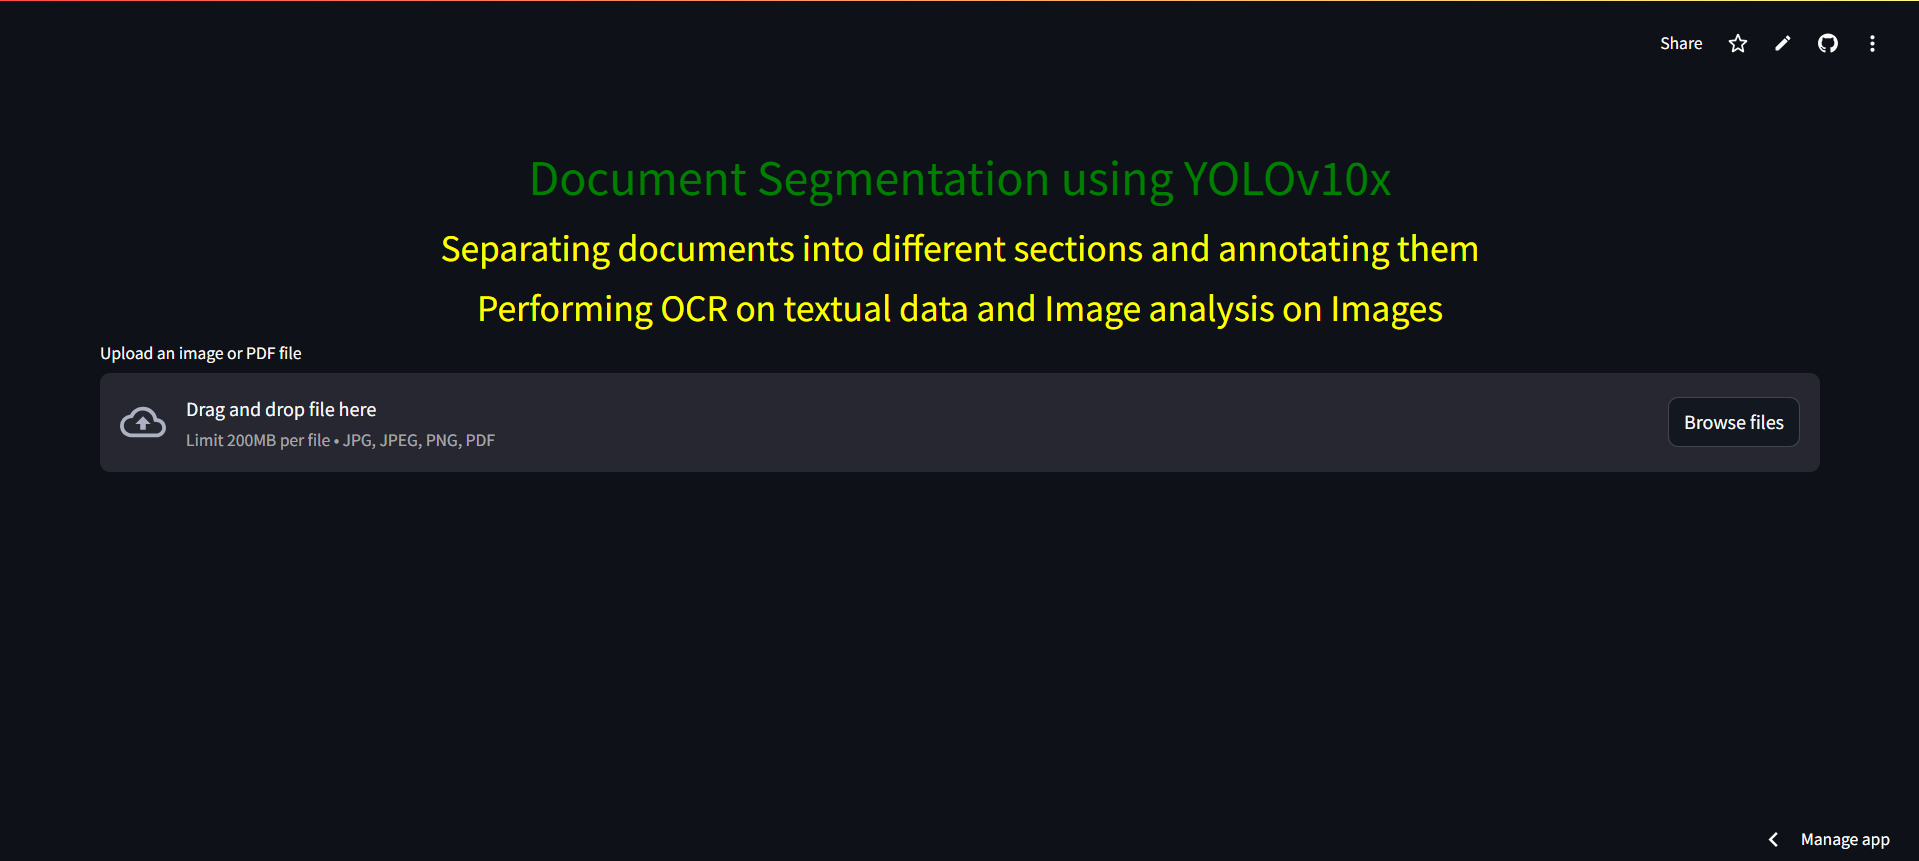 Share
Document Segmentation using YOLOv10x
Separating documents into different sections and annotating them
Performing OCR on textual data and Image analysis on Images
Upload an image or PDF file
Drag and drop file here
Limit 200MB per file • JPG, JPEG, PNG, PDF
Browse files
Manage app